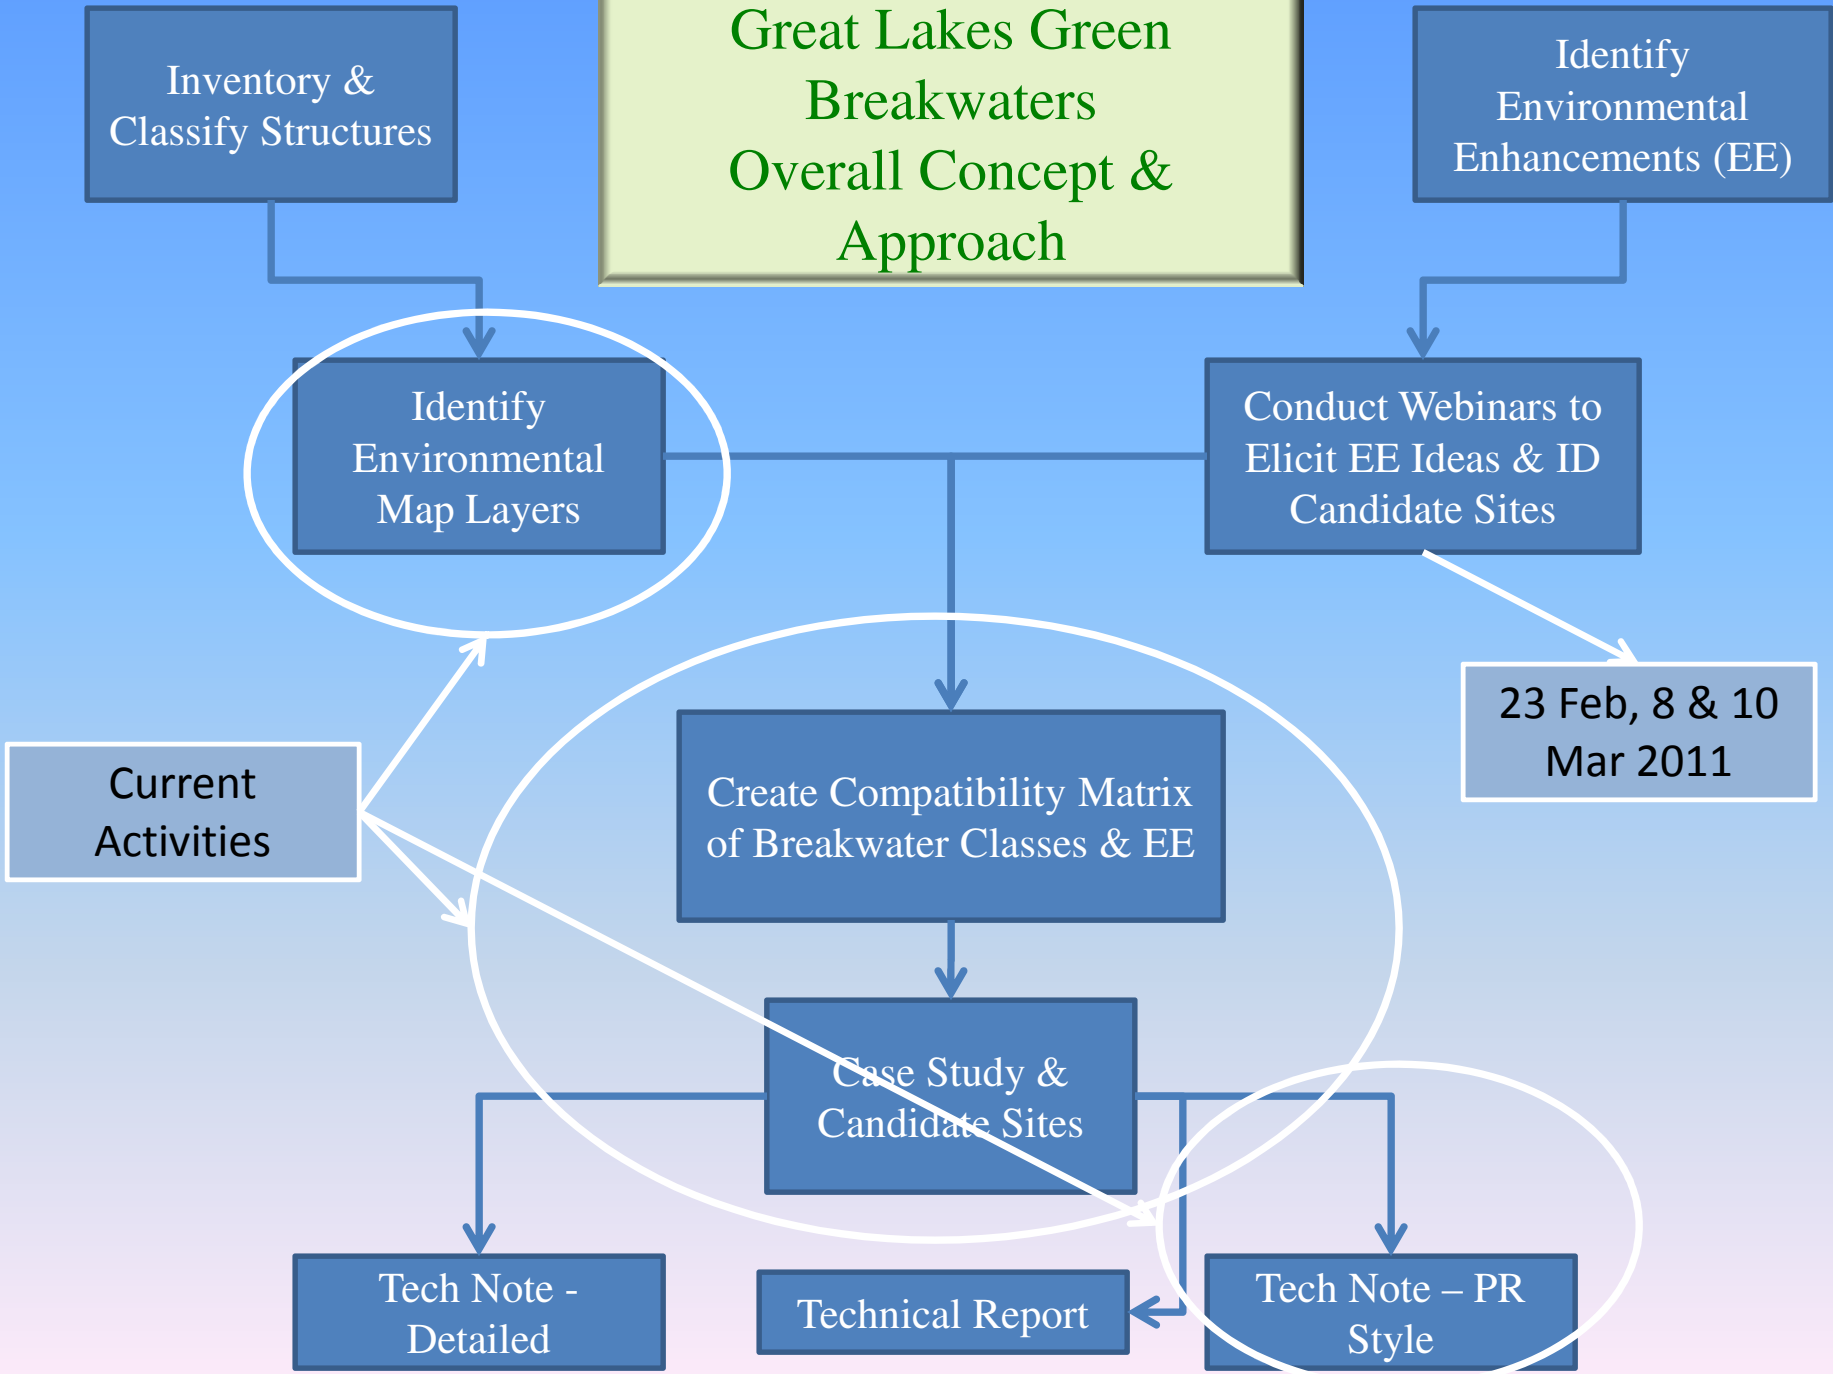 Great Lakes Green
Breakwaters
Overall Concept &
Approach
Inventory &
Classify Structures
Identify
Environmental
Enhancements (EE)
Identify
Environmental
Map Layers
Conduct Webinars to
Elicit EE Ideas & ID
Candidate Sites
23 Feb, 8 & 10
Mar 2011
Current
Activities
Create Compatibility Matrix
of Breakwater Classes & EE
Case Study &
Candidate Sites
Tech Note -
Detailed
Technical Report
Tech Note – PR
Style